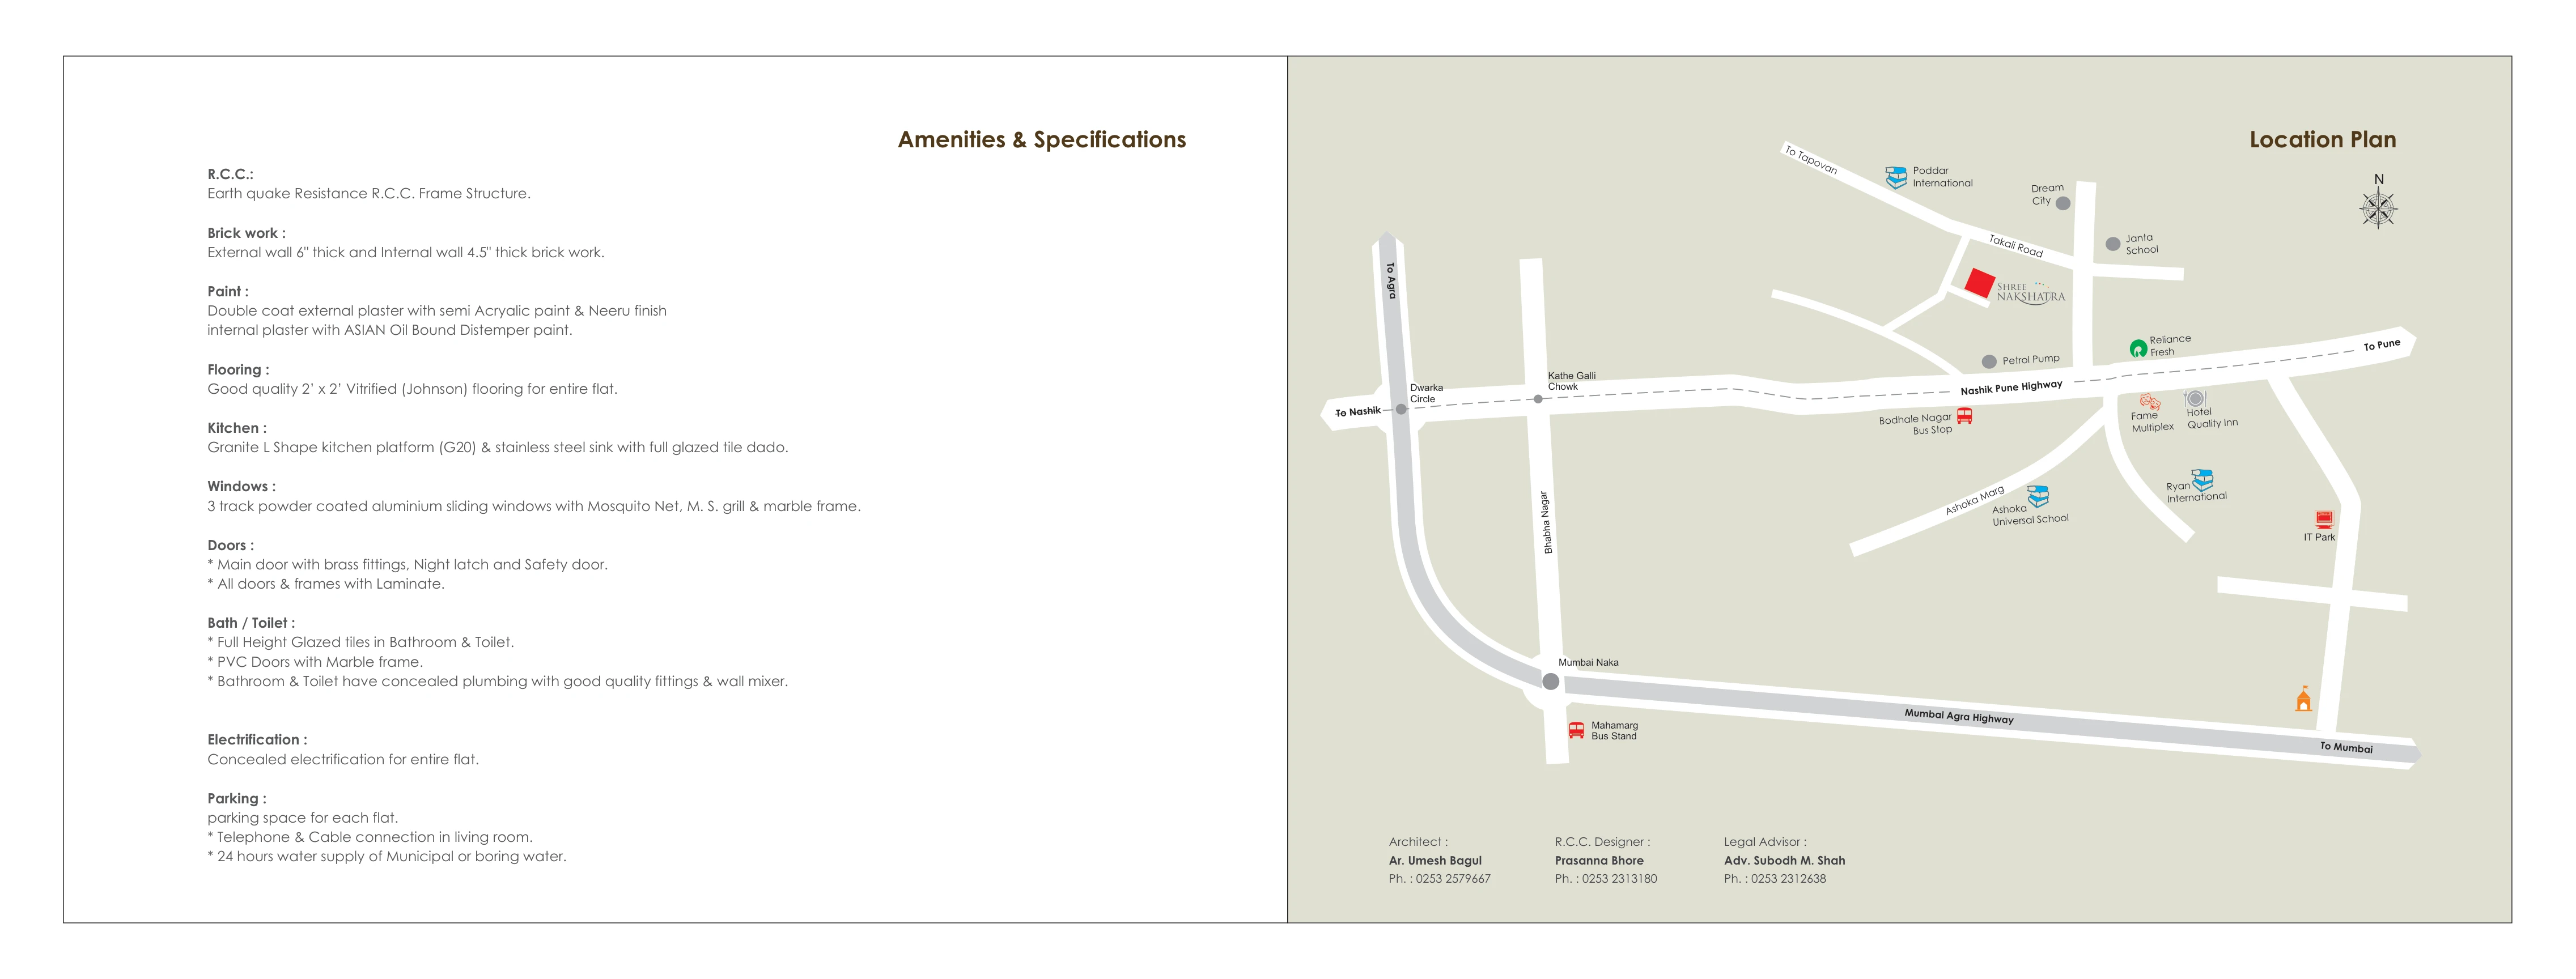 Amenities & Specifications
R.C.C.:
Earth quake Resistance R.C.C. Frame Structure.
Brick work :
External wall 6" thick and Internal wall 4.5" thick brick work.
Paint :
Double coat external plaster with semi Acryalic paint & Neeru finish
internal plaster with ASIAN Oil Bound Distemper paint.
Flooring :
Good quality 2’ x 2’ Vitrified (Johnson) flooring for entire flat.
Kitchen :
Granite L Shape kitchen platform (G20) & stainless steel sink with full glazed tile dado.
Windows :
3 track powder coated aluminium sliding windows with Mosquito Net, M. S. grill & marble frame.
Doors :
* Main door with brass fittings, Night latch and Safety door.
* All doors & frames with Laminate.
Bath / Toilet :
* Full Height Glazed tiles in Bathroom & Toilet.
* PVC Doors with Marble frame.
* Bathroom & Toilet have concealed plumbing with good quality fittings & wall mixer.
Electrification :
Concealed electrification for entire flat.
Parking :
parking space for each flat.
* Telephone & Cable connection in living room.
* 24 hours water supply of Municipal or boring water.
Location Plan
N
To Tapovan
Poddar
International
Dream
City
Janta
School
Takali Road
To Agra
SHREE
NAKSHATRA
Reliance
Fresh
To Pune
Petrol Pump
Kathe Galli
Chowk
Dwarka
Circle
Nashik Pune Highway
To Nashik
Bodhale Nagar
Bus Stop
Fame
Multiplex
Hotel
Quality Inn
Ryan
International
Ashoka Marg
Ashoka
Universal School
Bhabha Nagar
IT Park
Mumbai Naka
Mahamarg
Bus Stand
Mumbai Agra Highway
To Mumbai
Architect :
Ar. Umesh Bagul
Ph. : 0253 2579667
R.C.C. Designer :
Prasanna Bhore
Ph. : 0253 2313180
Legal Advisor :
Adv. Subodh M. Shah
Ph. : 0253 2312638